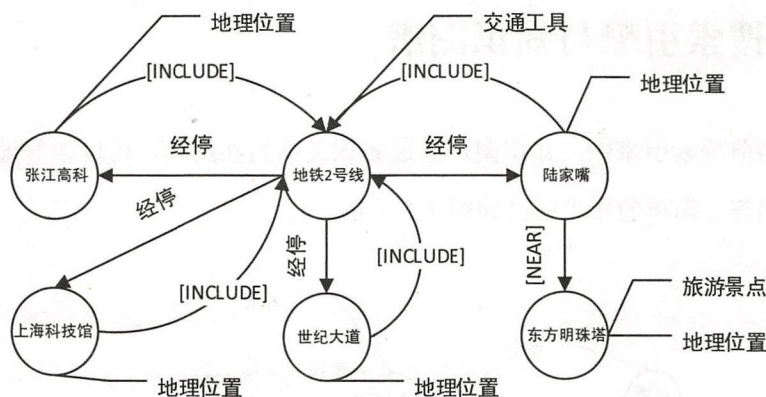 地理位置
交通工具
[INCLUDE]
[INCLUDE]
地理位置
经停
经停
张江高科
地铁2号线
陆家嘴
经停
经停
[INCLUDE]
[INCLUDE]
[NEAR]
旅游景点
上海科技馆
世纪大道
东方明珠塔
地理位置
地理位置
地理位置